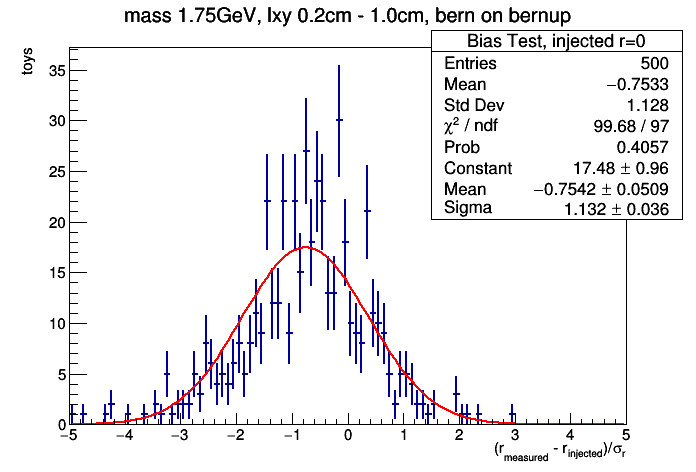 mass 1.75GeV, lxy 0.2cm - 1.0cm, bern on bernup
Bias Test, injected r=0
Entries 500
Mean −0.7533
Std Dev 1.128
χ² / ndf 99.68 / 97
Prob 0.4057
Constant 17.48 ± 0.96
Mean −0.7542 ± 0.0509
Sigma 1.132 ± 0.036
toys
35
30
25
20
15
10
5
0
−5 −4 −3 −2 −1 0 1 2 3 4 5
(r_measured - r_injected)/σ_r